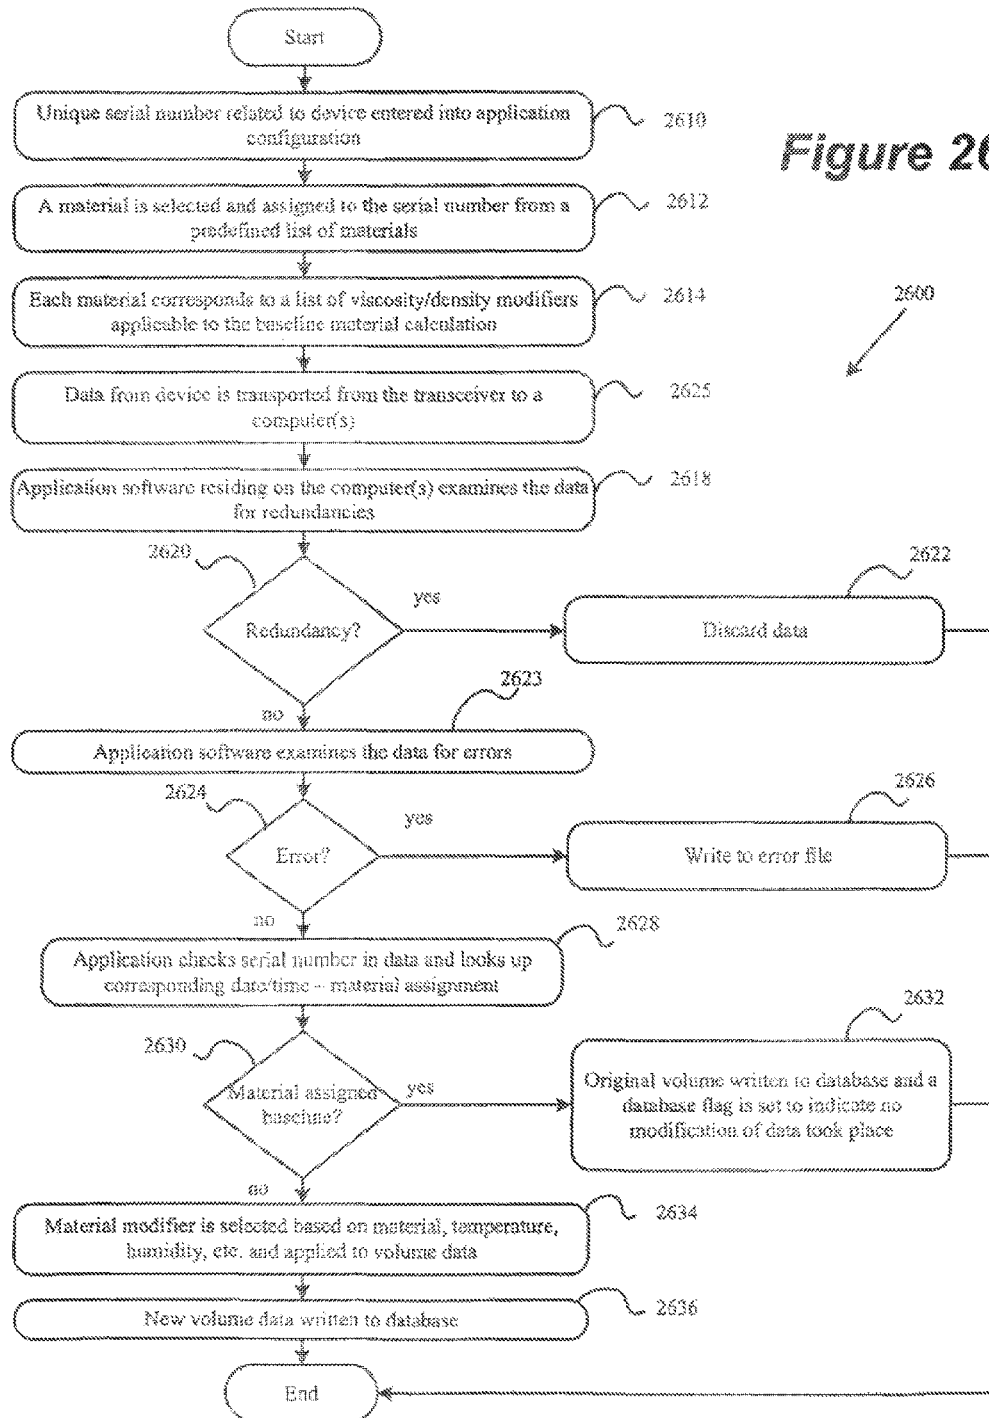 Start
Unique serial number related to device entered into application
configuration
2610
Figure 26
A material is selected and assigned to the serial number from a
predefined list of materials
2612
Each material corresponds to a list of viscosity/density modifiers
applicable to the baseline material calculation
2614
2600
Data from device is transported from the transceiver to a
computer(s)
2625
Application software residing on the computer(s) examines the data
for redundancies
2618
2620
Redundancy?
yes
2622
Discard data
no
2623
Application software examines the data for errors
2624
Error?
yes
2626
Write to error file
no
2628
Application checks serial number in data and looks up
corresponding date/time – material assignment
2630
Material assigned
baseline?
yes
2632
Original volume written to database and a
database flag is set to indicate no
modification of data took place
no
Material modifier is selected based on material, temperature,
humidity, etc. and applied to volume data
2634
New volume data written to database
2636
End